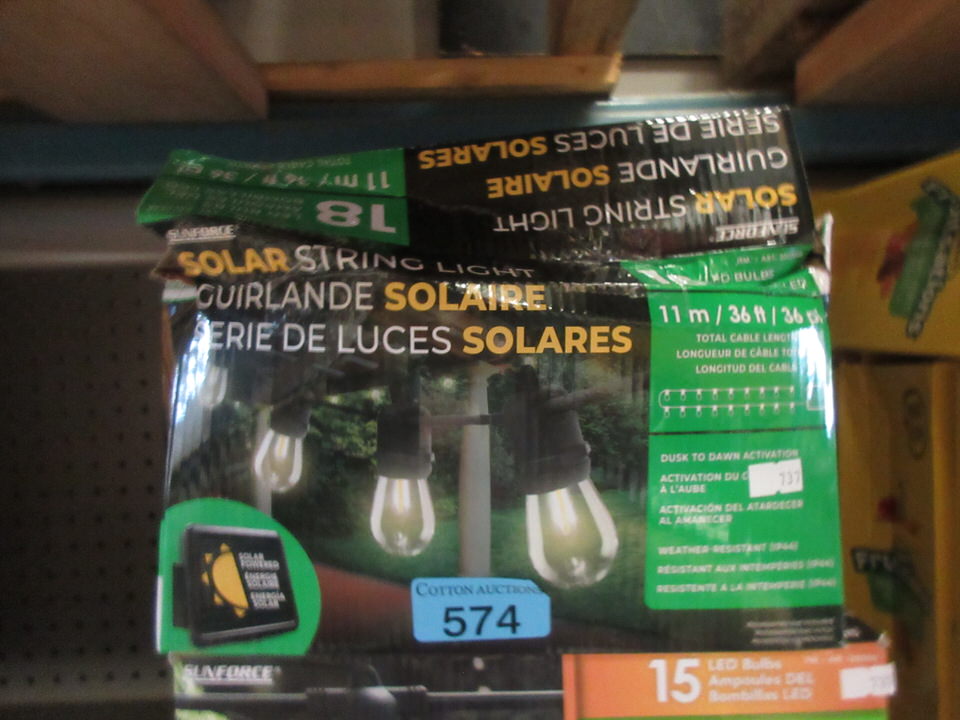 SERIE DE LUCES SOLARES
GUIRLANDE SOLAIRE
SOLAR STRING LIGHT
SUNFORCE
11 m / 36 ft / 36
18
SUNFORCE
SOLAR STRING LIGHT
GUIRLANDE SOLAIRE
SERIE DE LUCES SOLARES
BULBS
LED
11 m / 36 ft / 36
TOTAL CABLE LENGTH
LONGUEUR DE CÂBLE
LONGITUD DEL CABLE
DUSK TO DAWN ACTIVATION
ACTIVATION DU
À L'AUBE
737
ACTIVACIÓN DEL ATARDECER
AL AMANECER
WEATHER-RESISTANT (IP44)
RÉSISTANT AUX INTEMPÉRIES (IP44)
RESISTENTE A LA INTEMPERIE (IP44)
SOLAR
POWERED
ÉNERGIE
SOLAIRE
ENERGÍA
SOLAR
COTTON AUCTIONS
574
SUNFORCE
15
LED Bulbs
Ampoules DEL
Bombillas LED